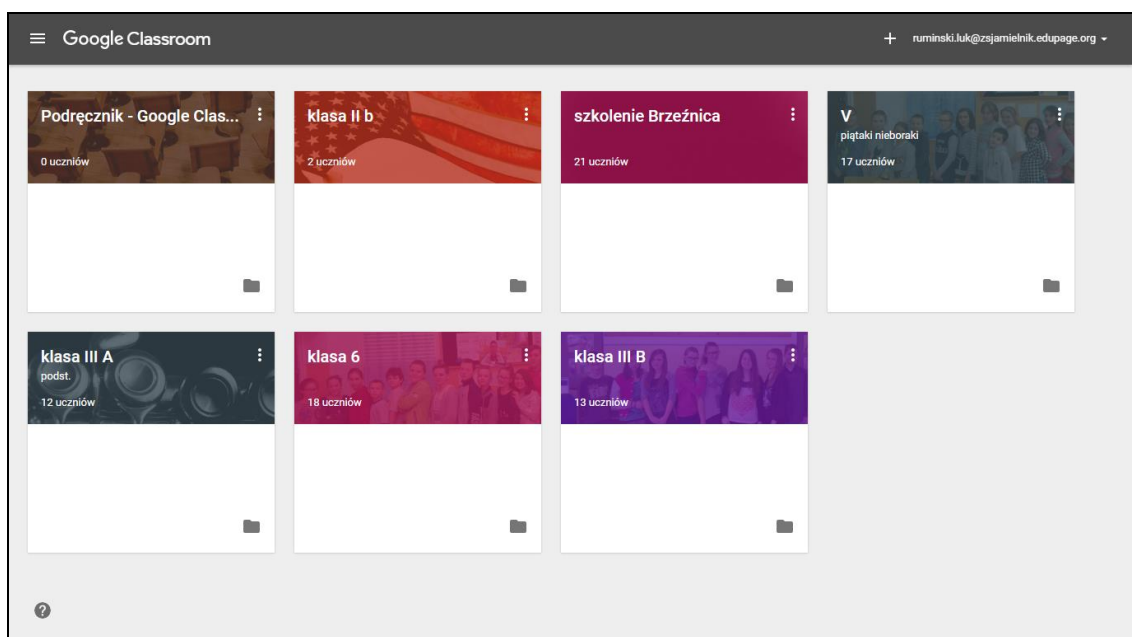 Google Classroom
+ ruminski.luk@zsjamielnik.edupage.org
Podręcznik - Google Clas...
0 uczniów
klasa II b
2 uczniów
szkolenie Brzeźnica
21 uczniów
V
piątaki nieboraki
17 uczniów
klasa III A
podst.
12 uczniów
klasa 6
18 uczniów
klasa III B
13 uczniów
?